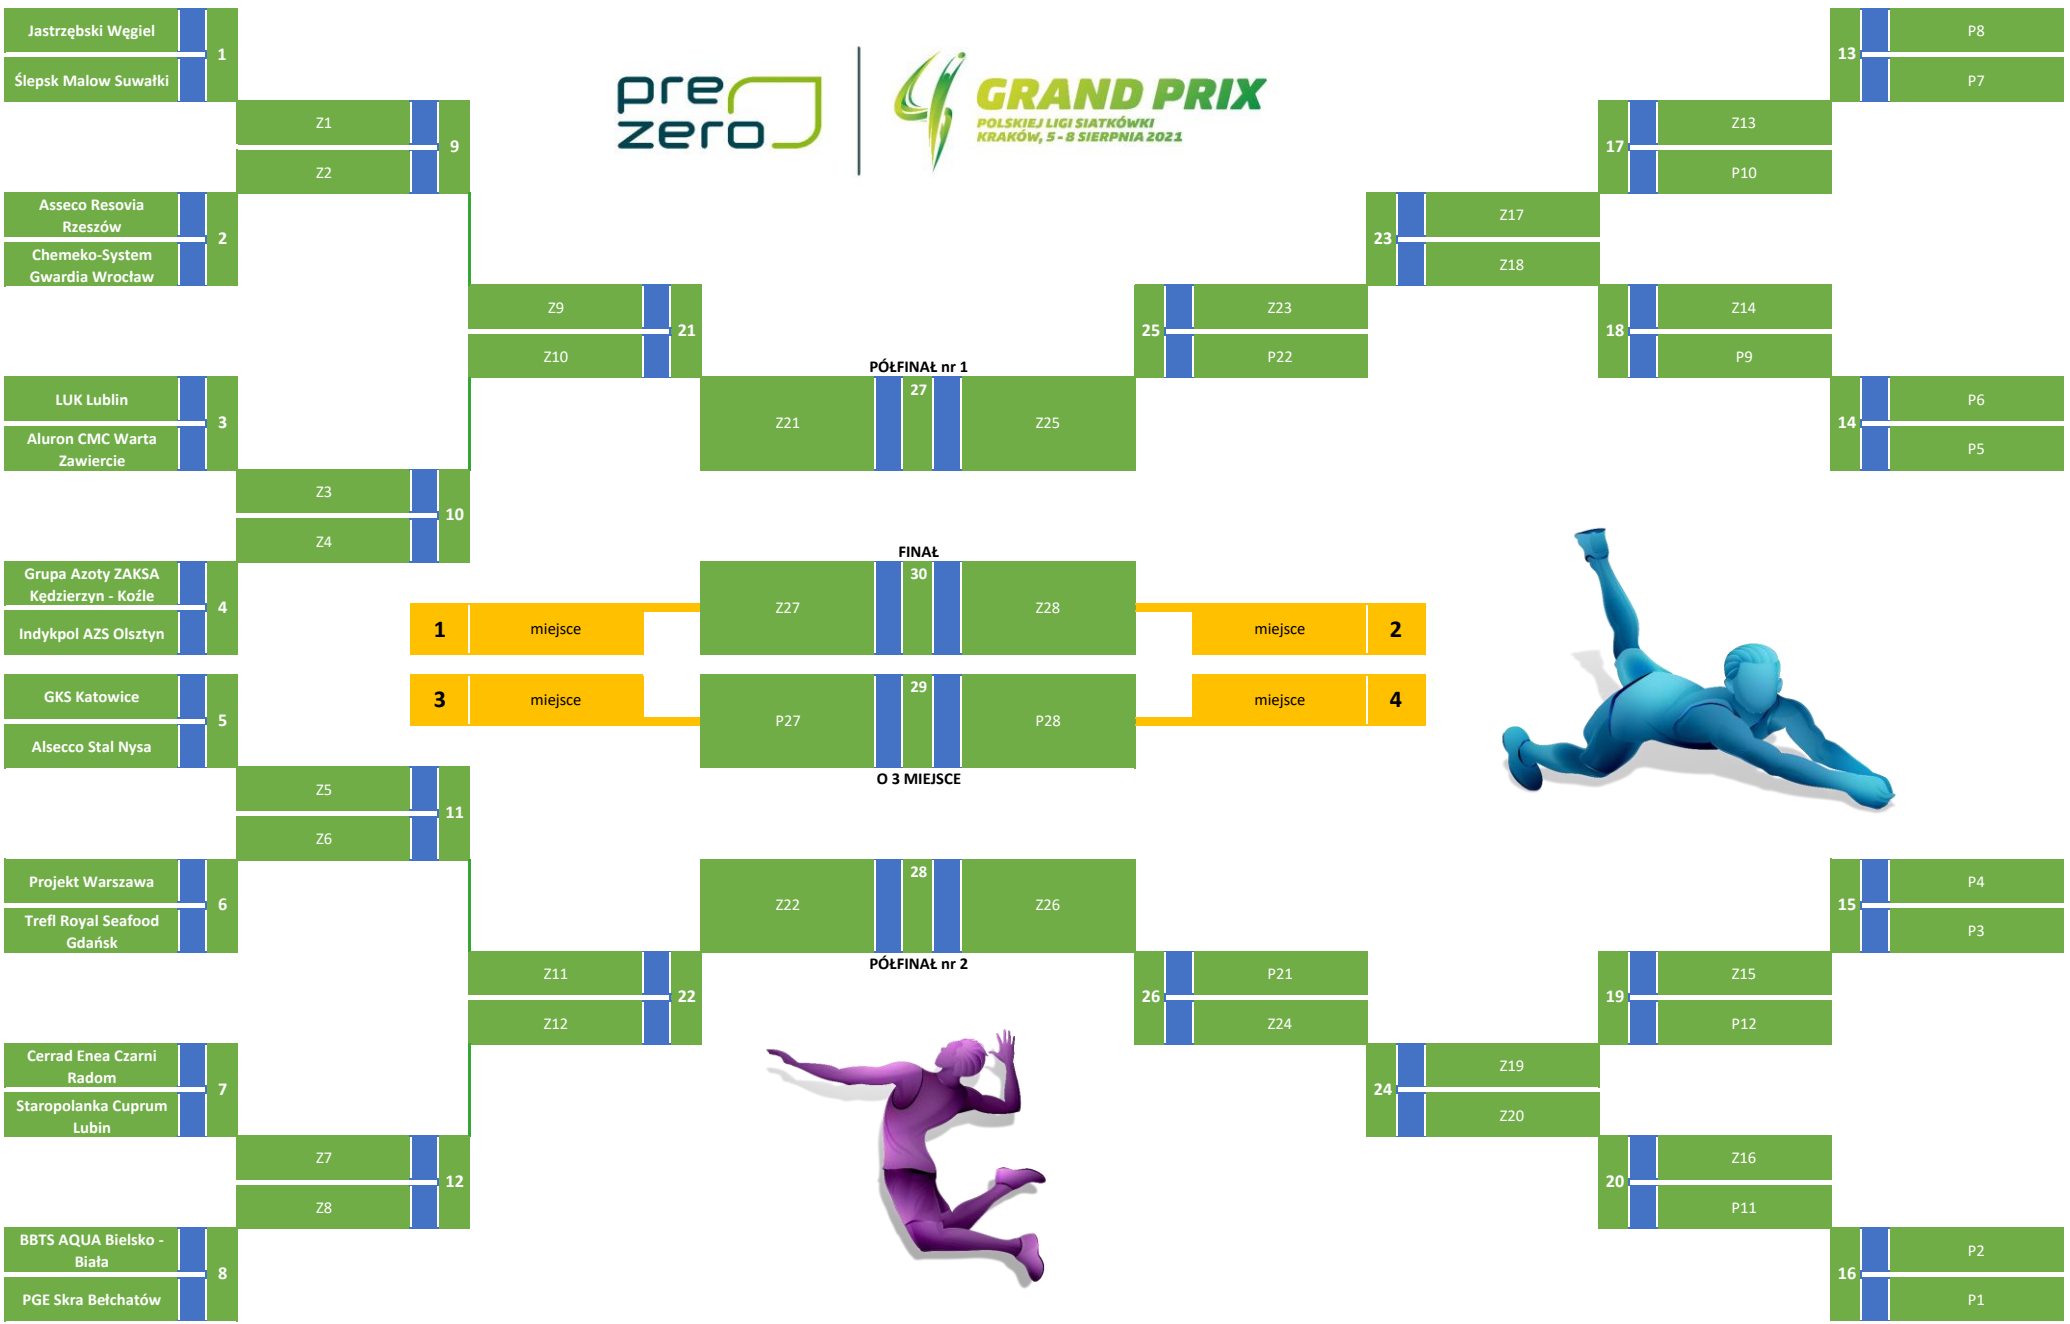 Jastrzębski Węgiel
1
Ślepsk Malow Suwałki
Z1
9
Z2
Asseco Resovia
Rzeszów
2
Chemeko-System
Gwardia Wrocław
Z9
21
Z10
LUK Lublin
3
Aluron CMC Warta
Zawiercie
Z3
10
Z4
Grupa Azoty ZAKSA
Kędzierzyn - Koźle
4
Indykpol AZS Olsztyn
GKS Katowice
5
Alsecco Stal Nysa
Z5
11
Z6
Projekt Warszawa
6
Trefl Royal Seafood
Gdańsk
Z11
22
Z12
Cerrad Enea Czarni
Radom
7
Staropolanka Cuprum
Lubin
Z7
12
Z8
BBTS AQUA Bielsko -
Biała
8
PGE Skra Bełchatów
pre
zero
GRAND PRIX
POLSKIEJ LIGI SIATKÓWKI
KRAKÓW, 5 - 8 SIERPNIA 2021
PÓŁFINAŁ nr 1
Z21
27
Z25
FINAŁ
Z27
30
Z28
1 miejsce
miejsce 2
3 miejsce
miejsce 4
P27
29
P28
O 3 MIEJSCE
Z22
28
Z26
PÓŁFINAŁ nr 2
P8
13
P7
Z13
17
P10
Z17
23
Z18
Z23
25
P22
Z14
18
P9
P6
14
P5
P4
15
P3
Z15
19
P12
P21
26
Z24
Z19
24
Z20
Z16
20
P11
P2
16
P1